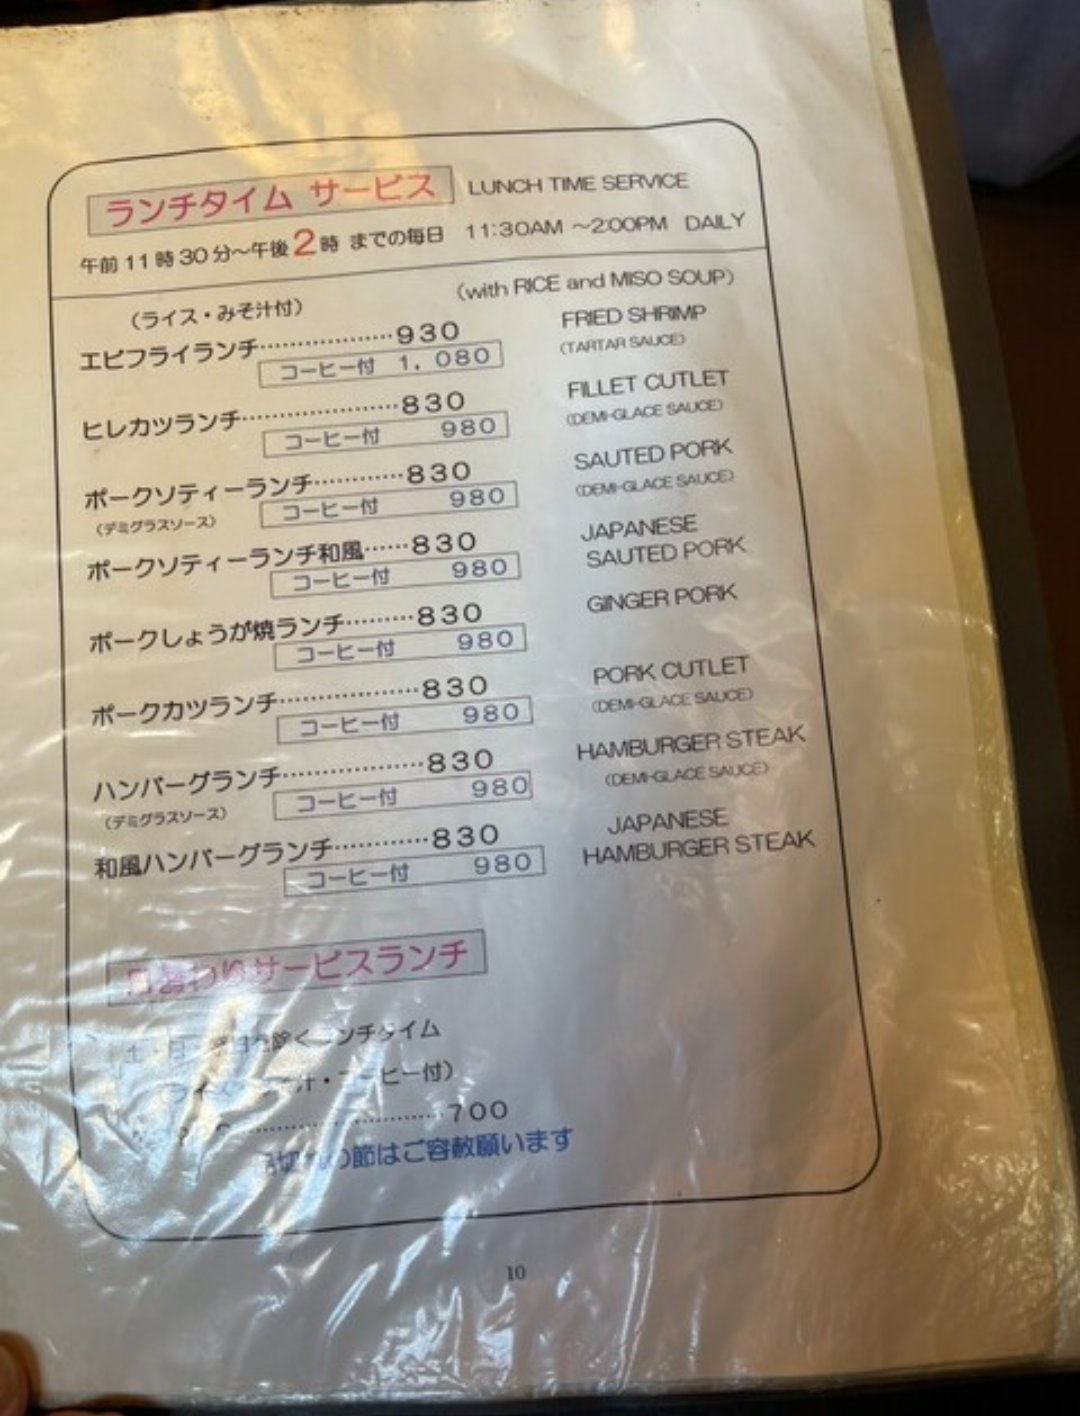 ランチタイム サービス LUNCH TIME SERVICE
午前11時30分～午後2時 までの毎日 11:30AM ～2:00PM DAILY
（ライス・みそ汁付） (with RICE and MISO SOUP)
エビフライランチ………………930 FRIED SHRIMP
コーヒー付 1,080 (TARTAR SAUCE)
ヒレカツランチ…………………830 FILLET CUTLET
コーヒー付 980 (DEMI-GLACE SAUCE)
ポークソティーランチ…………830 SAUTED PORK
（デミグラスソース） コーヒー付 980 (DEMI-GLACE SAUCE)
ポークソティーランチ和風……830 JAPANESE SAUTED PORK
コーヒー付 980
ポークしょうが焼ランチ………830 GINGER PORK
コーヒー付 980
ポークカツランチ………………830 PORK CUTLET
コーヒー付 980 (DEMI-GLACE SAUCE)
ハンバーグランチ………………830 HAMBURGER STEAK
（デミグラスソース） コーヒー付 980 (DEMI-GLACE SAUCE)
和風ハンバーグランチ…………830 JAPANESE HAMBURGER STEAK
コーヒー付 980
日替わりサービスランチ
土・日・祭日を除くランチタイム
汁・コーヒー付）
………………700
節はご容赦願います
10